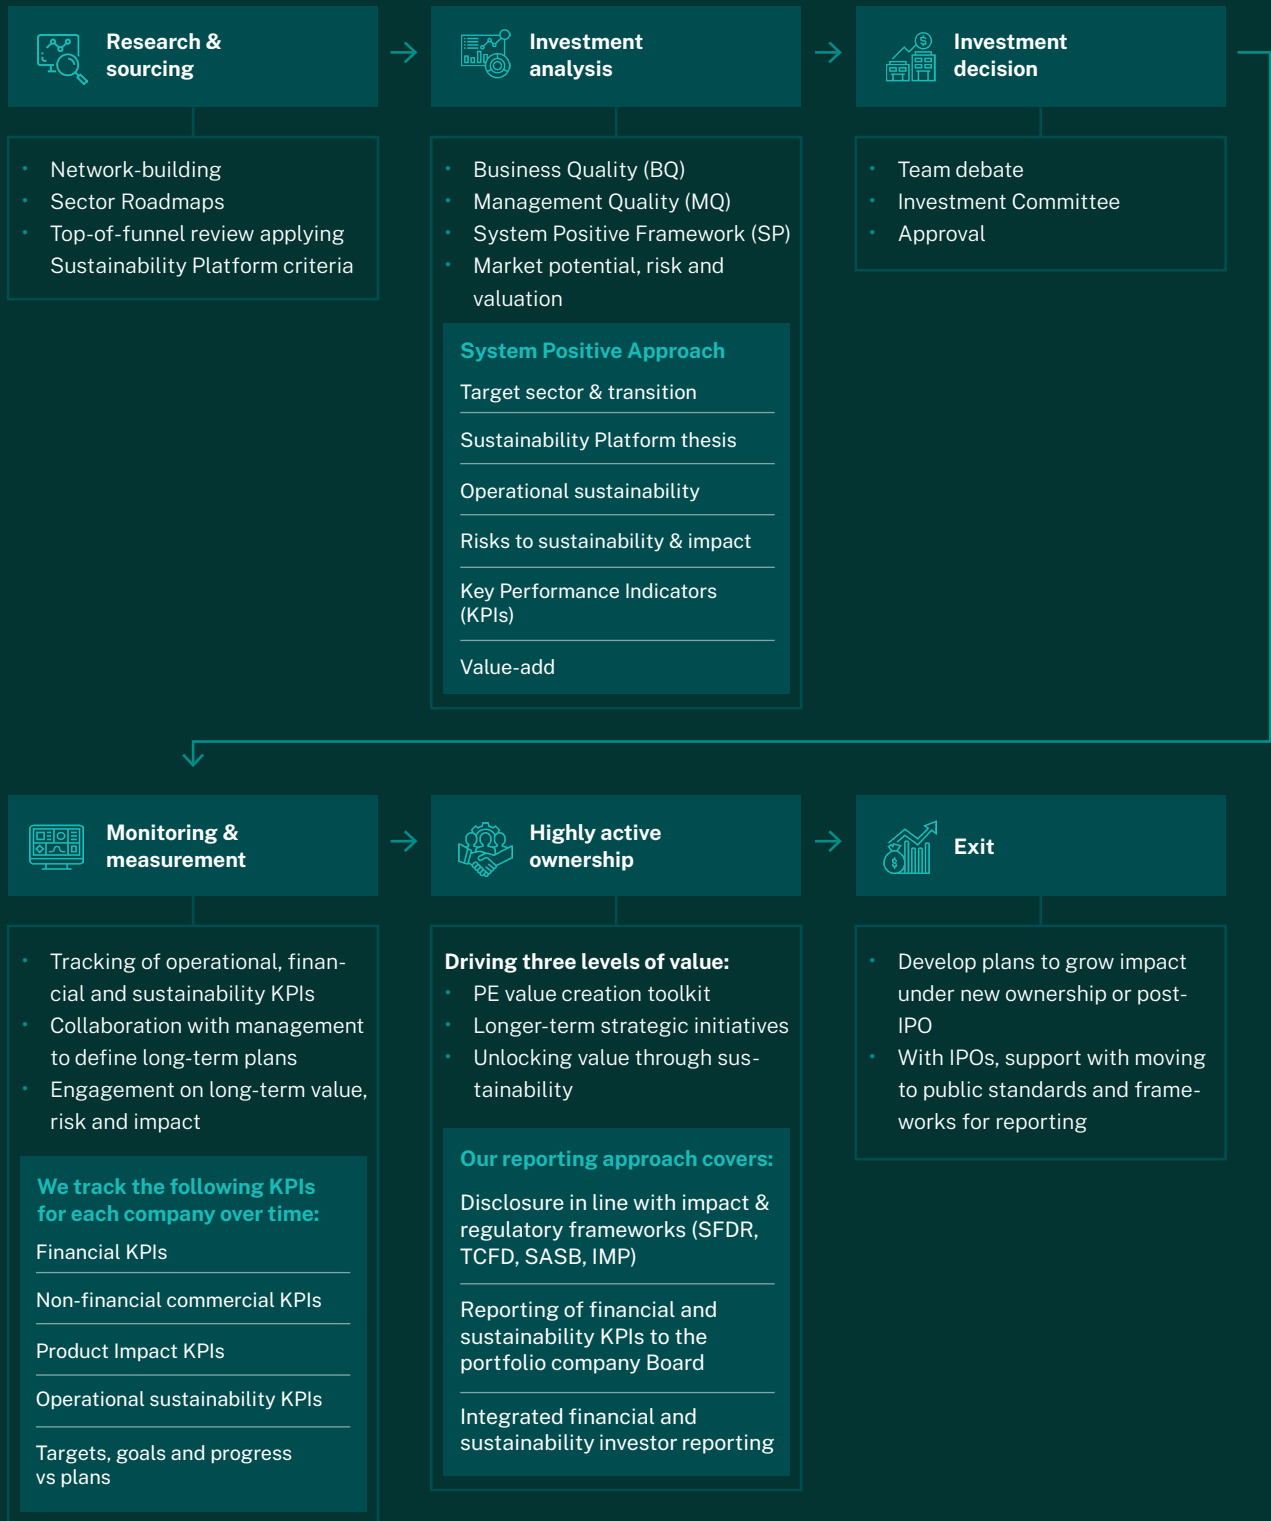 Research &
sourcing
Network-building
Sector Roadmaps
Top-of-funnel review applying
Sustainability Platform criteria
Investment
analysis
Business Quality (BQ)
Management Quality (MQ)
System Positive Framework (SP)
Market potential, risk and
valuation
System Positive Approach
Target sector & transition
Sustainability Platform thesis
Operational sustainability
Risks to sustainability & impact
Key Performance Indicators
(KPIs)
Value-add
Investment
decision
Team debate
Investment Committee
Approval
Monitoring &
measurement
Tracking of operational, finan-
cial and sustainability KPIs
Collaboration with management
to define long-term plans
Engagement on long-term value,
risk and impact
We track the following KPIs
for each company over time:
Financial KPIs
Non-financial commercial KPIs
Product Impact KPIs
Operational sustainability KPIs
Targets, goals and progress
vs plans
Highly active
ownership
Driving three levels of value:
PE value creation toolkit
Longer-term strategic initiatives
Unlocking value through sus-
tainability
Our reporting approach covers:
Disclosure in line with impact &
regulatory frameworks (SFDR,
TCFD, SASB, IMP)
Reporting of financial and
sustainability KPIs to the
portfolio company Board
Integrated financial and
sustainability investor reporting
Exit
Develop plans to grow impact
under new ownership or post-
IPO
With IPOs, support with moving
to public standards and frame-
works for reporting